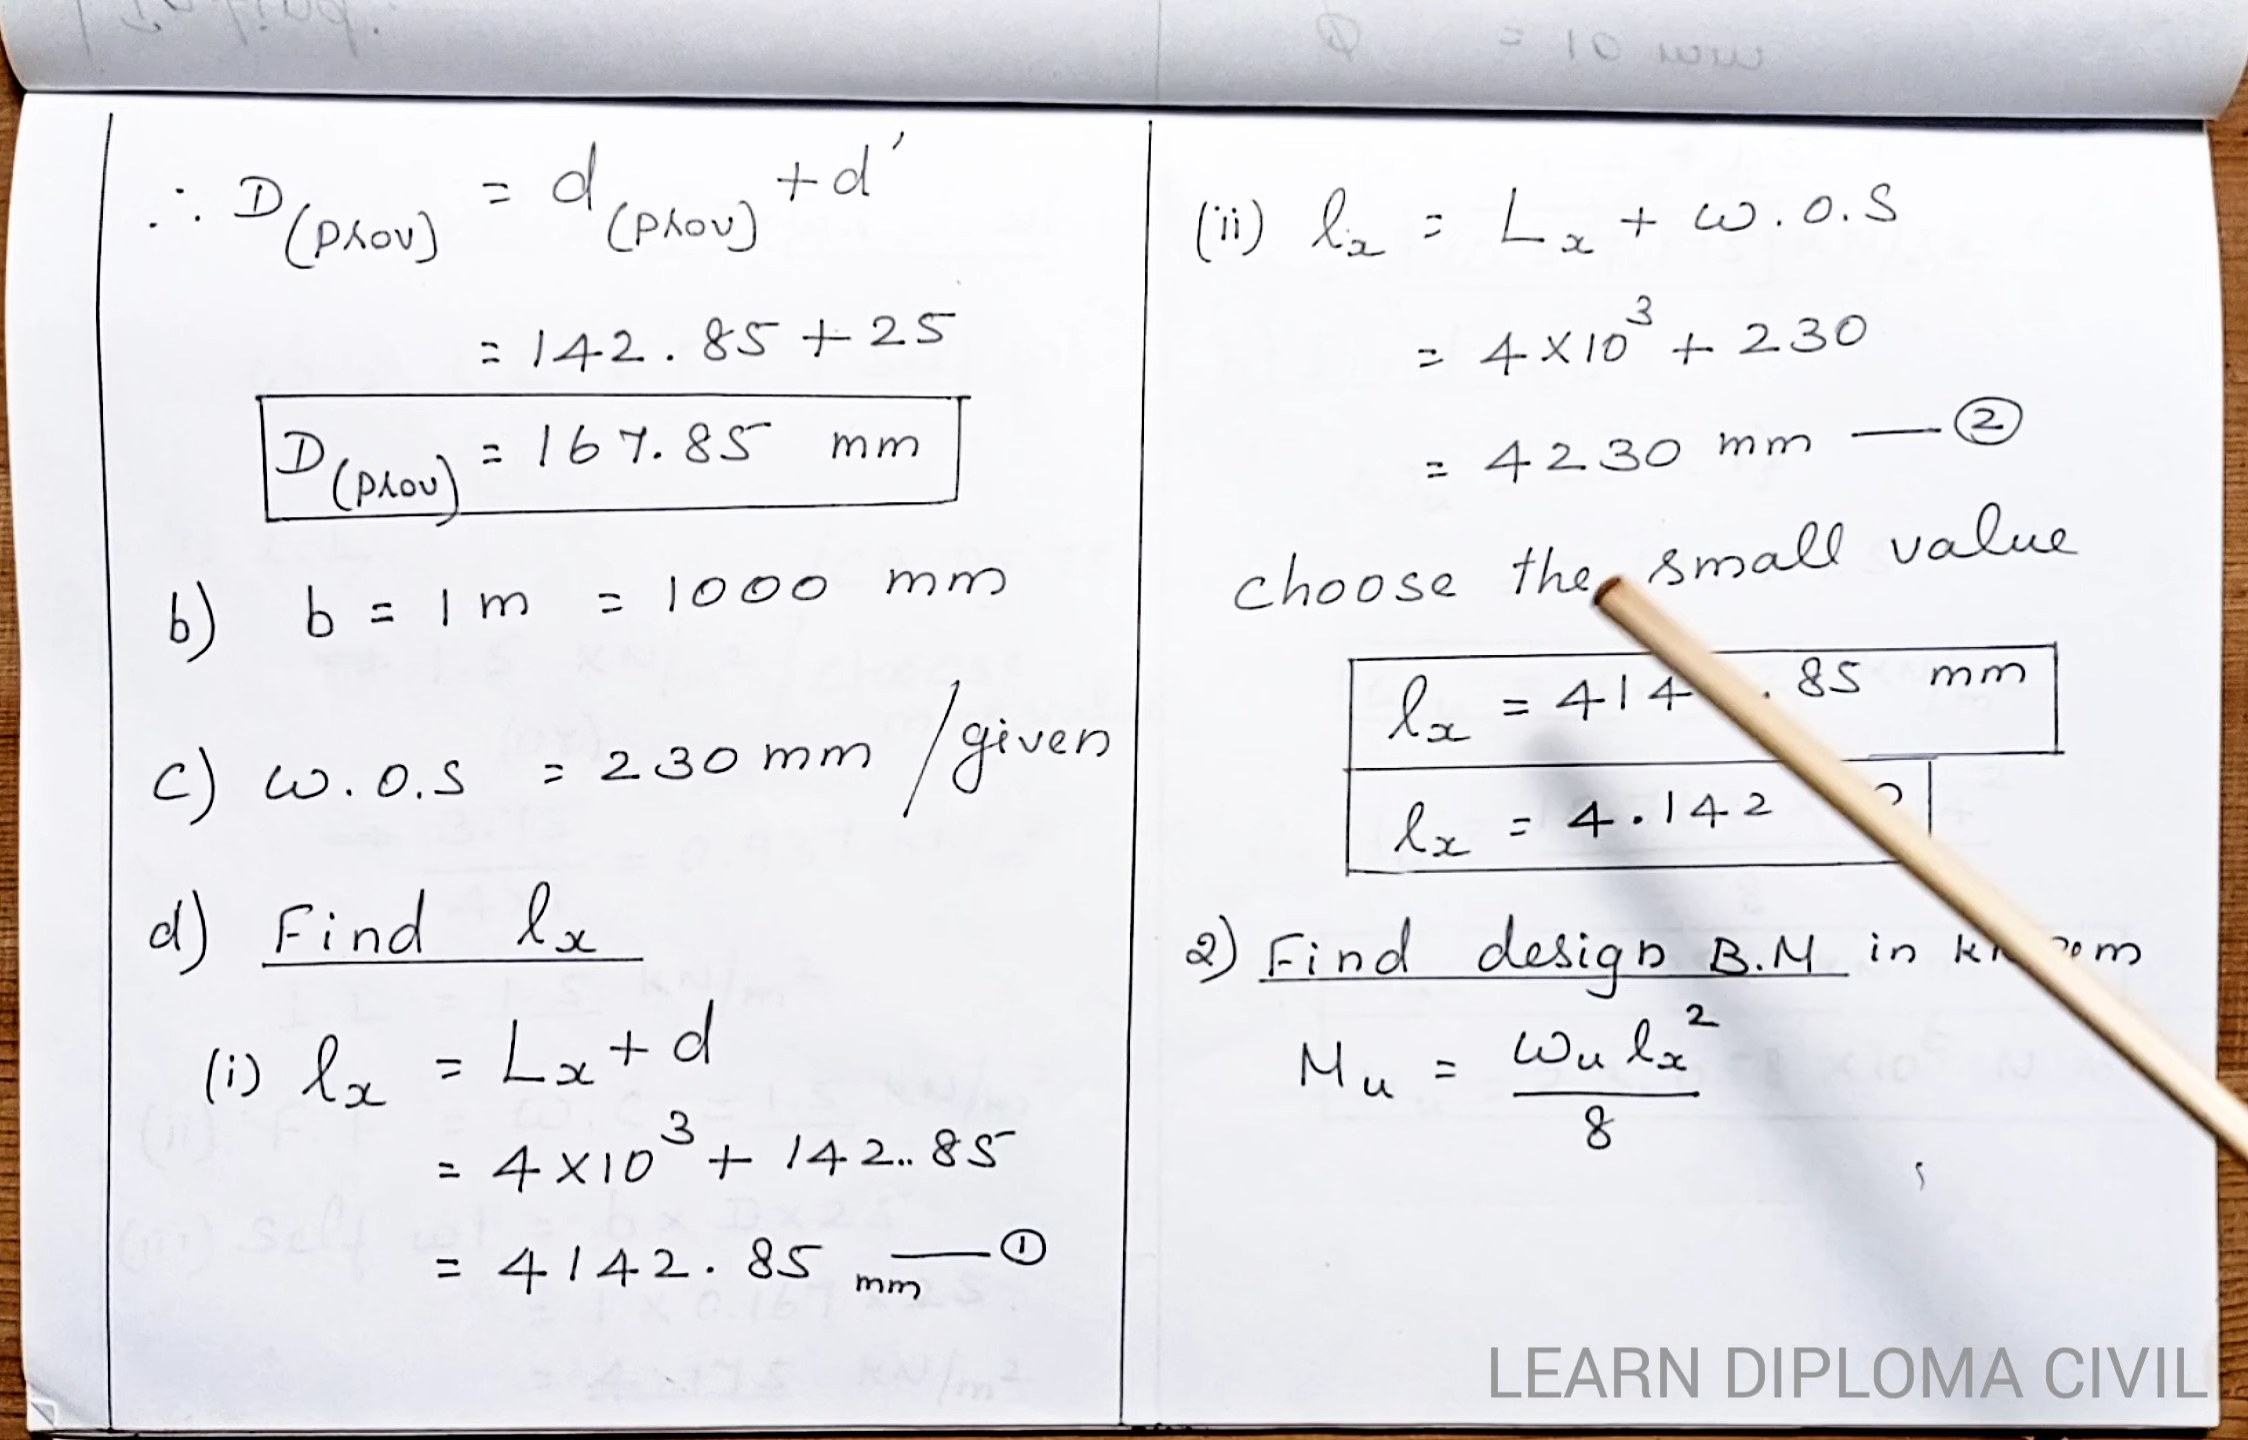 ∴ D(prov) = d(prov) + d'
= 142.85 + 25
D(prov) = 167.85 mm
b) b = 1 m = 1000 mm
c) w.o.s = 230 mm / given
d) Find lx
(i) lx = Lx + d
= 4 × 10³ + 142..85
= 4142.85 mm — ①
(ii) lx = Lx + w.o.s
= 4 × 10³ + 230
= 4230 mm — ②
choose the small value
lx = 414 .85 mm
lx = 4.142
2) Find design B.M in
Mu = wu lx² / 8
LEARN DIPLOMA CIVIL